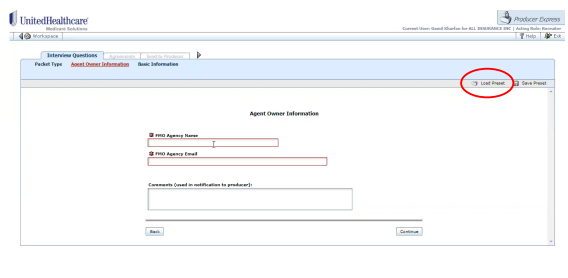 UnitedHealthcare
Medicare Solutions
Producer Express
Current User: Gamil Sharifan for ALL INSURANCE INC | Acting Role: Recruiter
Workspace
Help Exit
Interview Questions Agreements Send to Producer
Packet Type Agent Owner Information Basic Information
Load Preset Save Preset
Agent Owner Information
FMO Agency Name
FMO Agency Email
Comments (used in notification to producer):
Back Continue